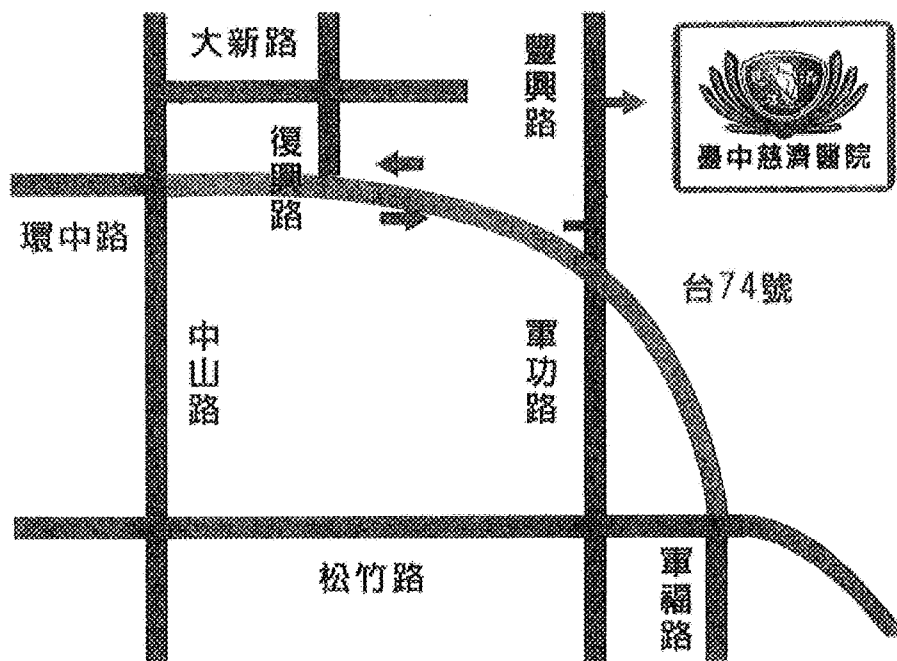 大新路
豐興路
復興路
臺中慈濟醫院
環中路
台74號
中山路
軍功路
松竹路
軍福路